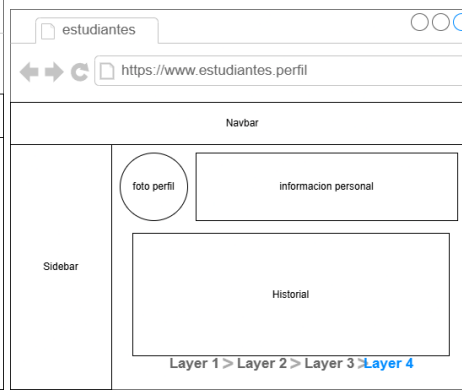 estudiantes
https://www.estudiantes.perfil
Navbar
foto perfil
informacion personal
Sidebar
Historial
Layer 1 > Layer 2 > Layer 3 > Layer 4